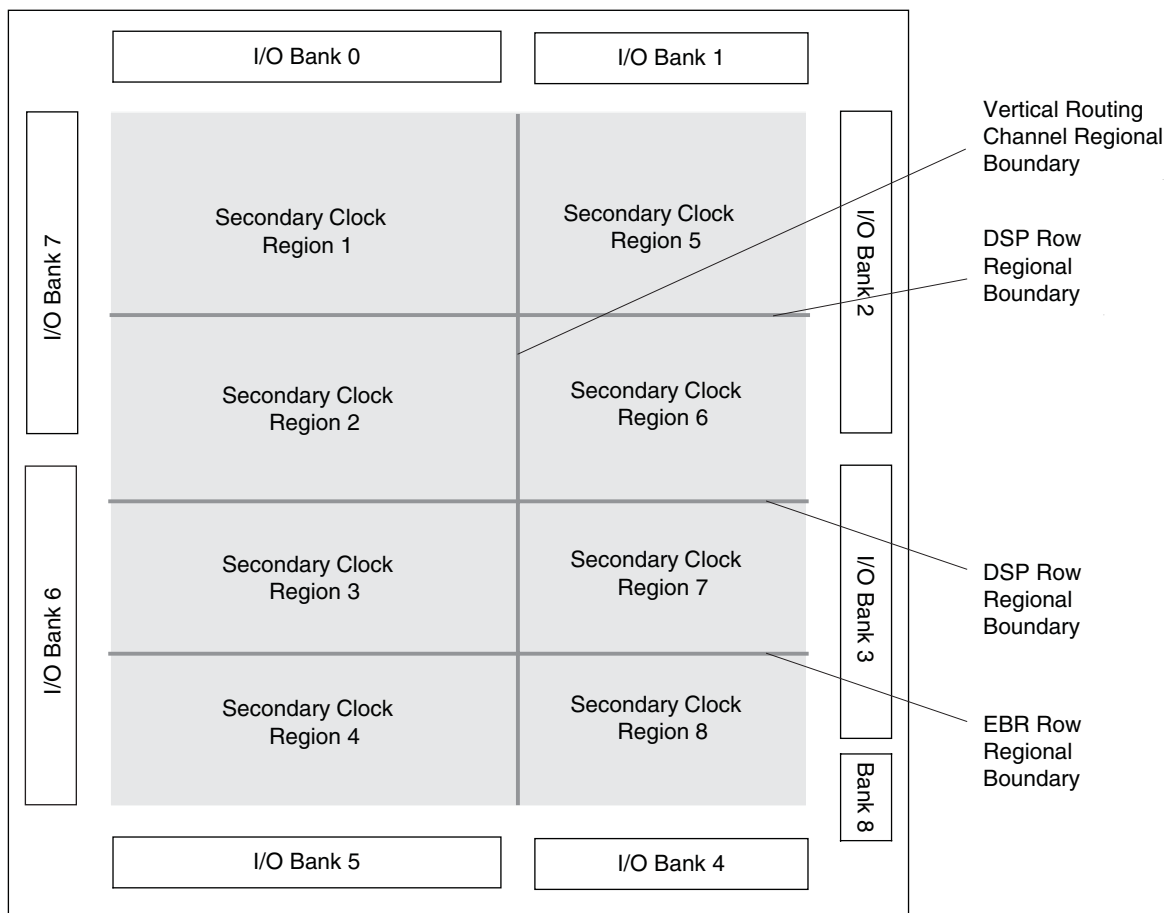 I/O Bank 0
I/O Bank 1
Vertical Routing
Channel Regional
Boundary
I/O Bank 7
Secondary Clock
Region 1
Secondary Clock
Region 5
I/O Bank 2
DSP Row
Regional
Boundary
Secondary Clock
Region 2
Secondary Clock
Region 6
I/O Bank 6
Secondary Clock
Region 3
Secondary Clock
Region 7
I/O Bank 3
DSP Row
Regional
Boundary
Secondary Clock
Region 4
Secondary Clock
Region 8
EBR Row
Regional
Boundary
Bank 8
I/O Bank 5
I/O Bank 4